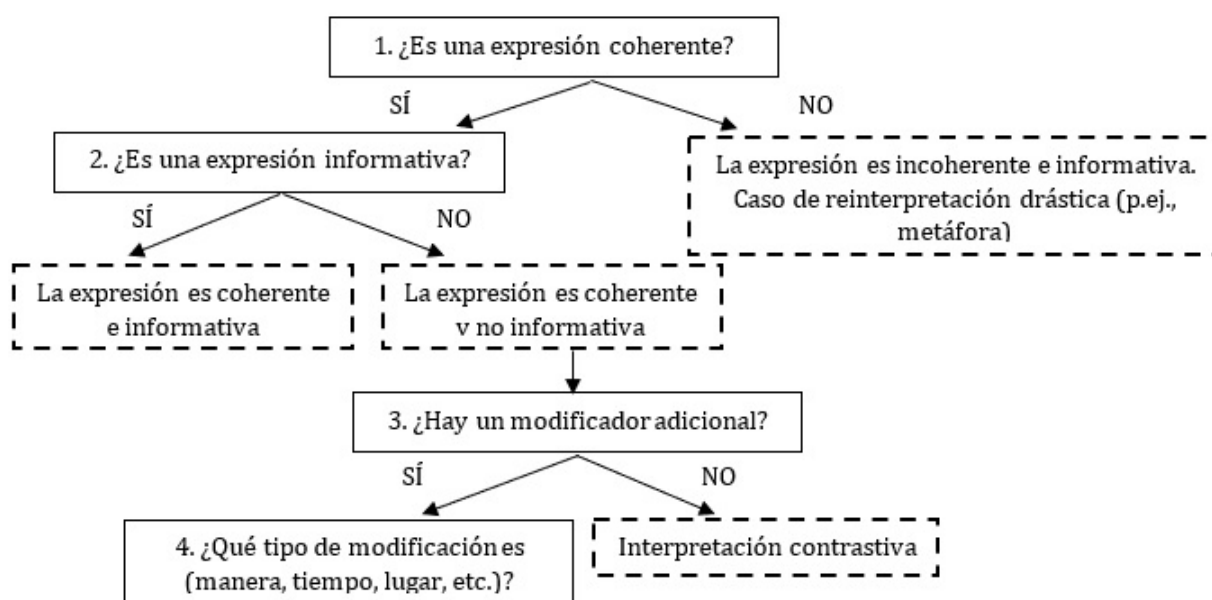 1. ¿Es una expresión coherente?
SÍ
NO
2. ¿Es una expresión informativa?
La expresión es incoherente e informativa.
Caso de reinterpretación drástica (p.ej.,
metáfora)
SÍ
NO
La expresión es coherente
e informativa
La expresión es coherente
v no informativa
3. ¿Hay un modificador adicional?
SÍ
NO
4. ¿Qué tipo de modificación es
(manera, tiempo, lugar, etc.)?
Interpretación contrastiva